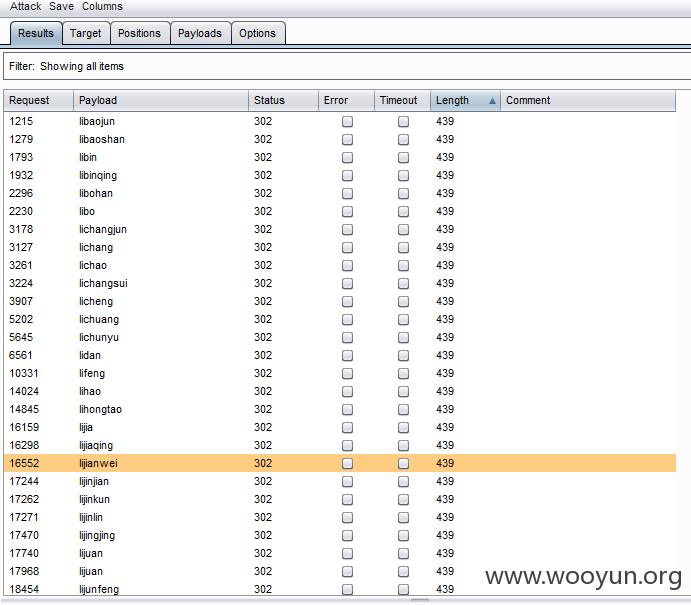 Attack Save Columns
Results Target Positions Payloads Options
Filter: Showing all items
Request Payload Status Error Timeout Length Comment
1215 libaojun 302 439
1279 libaoshan 302 439
1793 libin 302 439
1932 libinqing 302 439
2296 libohan 302 439
2230 libo 302 439
3178 lichangjun 302 439
3127 lichang 302 439
3261 lichao 302 439
3224 lichangsui 302 439
3907 licheng 302 439
5202 lichuang 302 439
5645 lichunyu 302 439
6561 lidan 302 439
10331 lifeng 302 439
14024 lihao 302 439
14845 lihongtao 302 439
16159 lijia 302 439
16298 lijiaqing 302 439
16552 lijianwei 302 439
17244 lijinjian 302 439
17262 lijinkun 302 439
17271 lijinlin 302 439
17470 lijingjing 302 439
17740 lijuan 302 439
17968 lijuan 302 439
18454 lijunfeng 302 439
www.wooyun.org